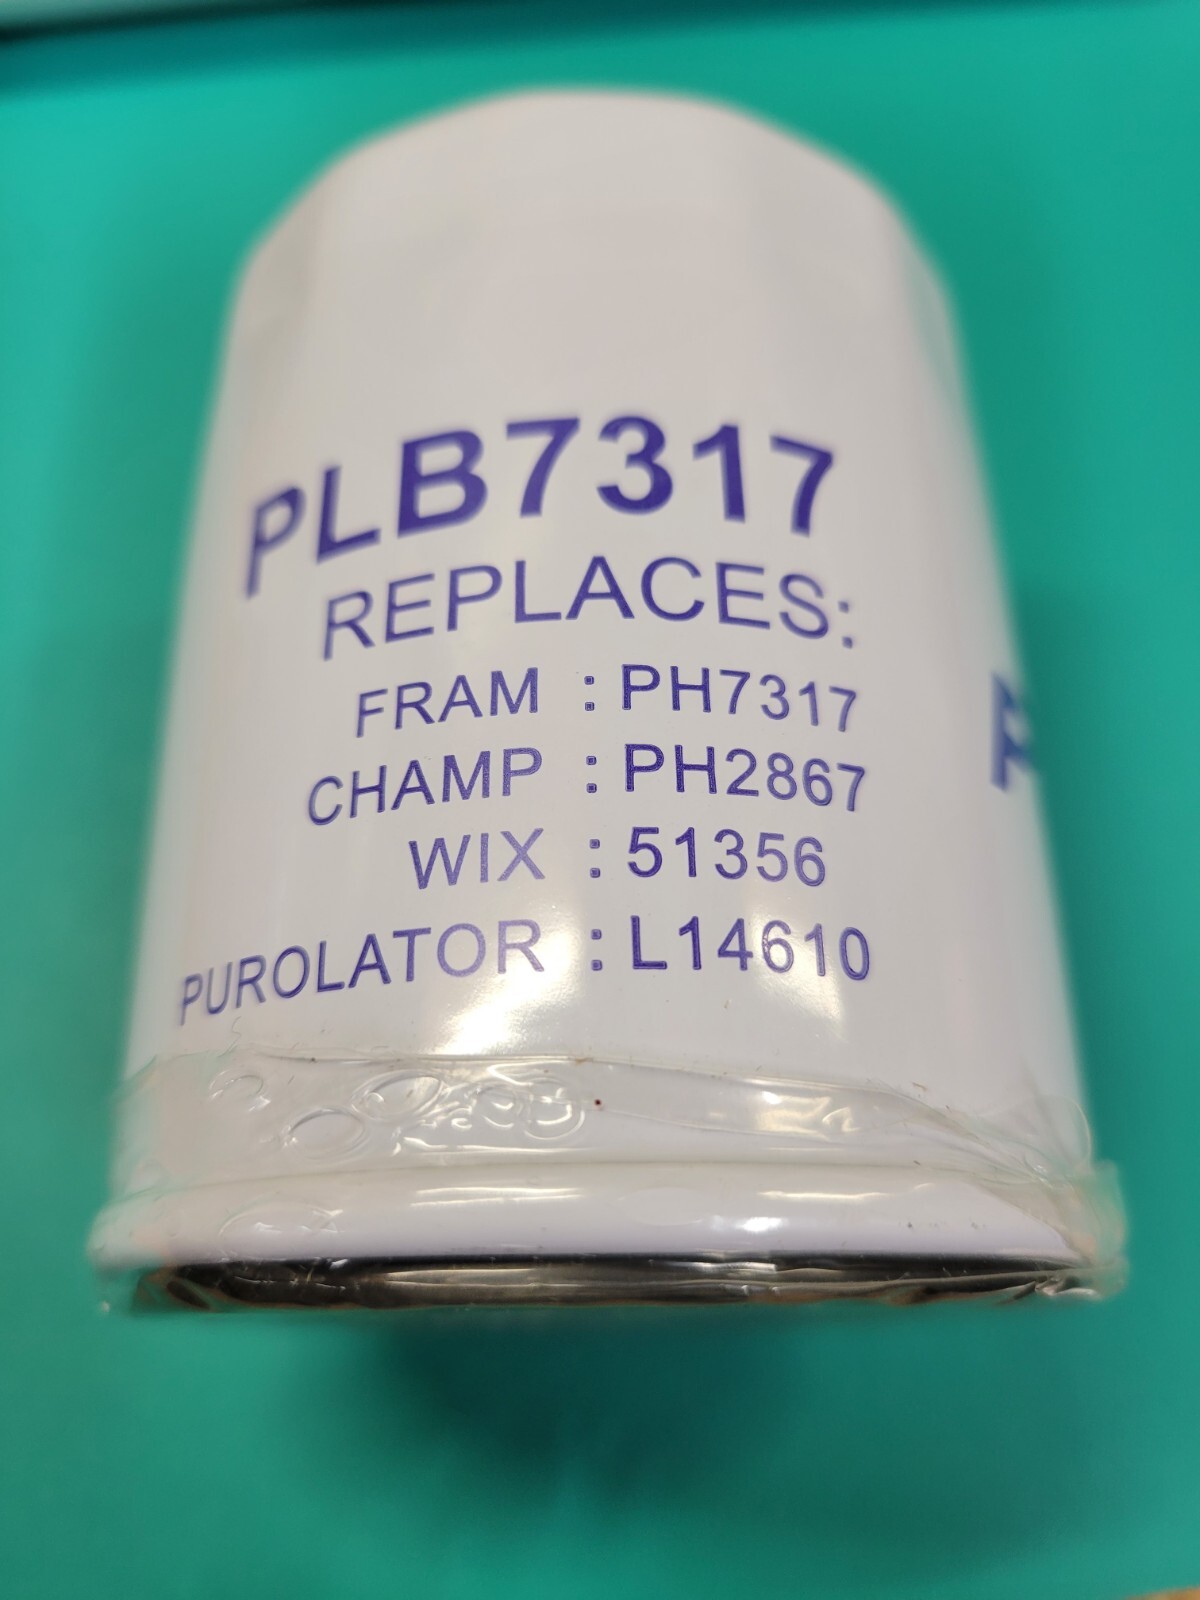 PLB7317
REPLACES:
FRAM : PH7317
CHAMP : PH2867
WIX : 51356
PUROLATOR : L14610